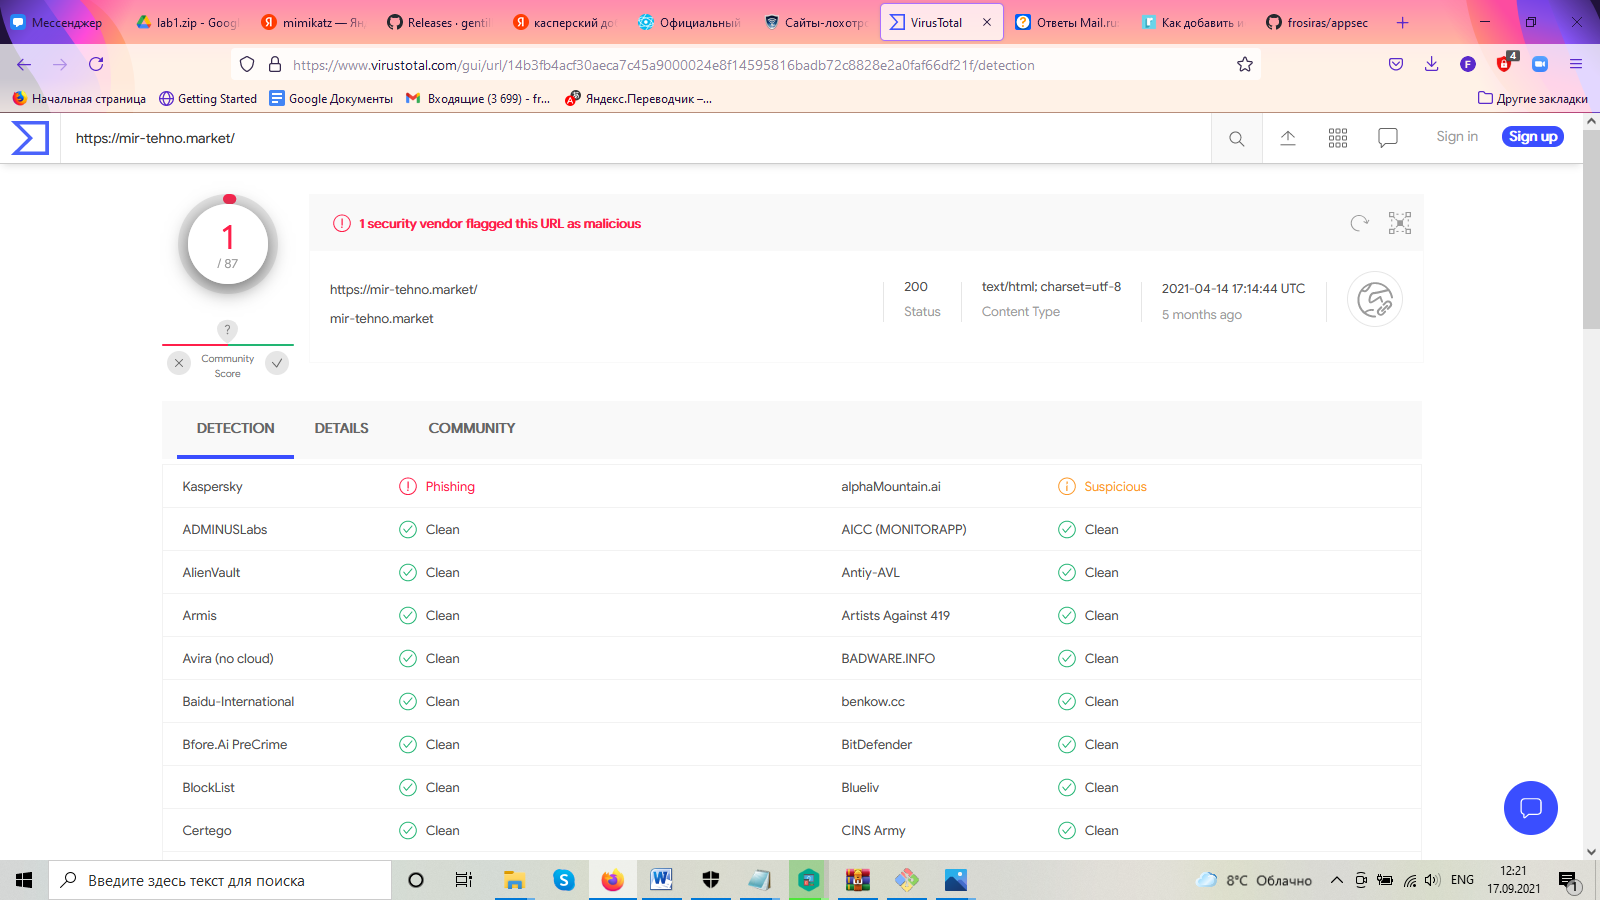 Мессенджер
lab1.zip - Goog
mimikatz — Ян
Releases · genti
касперский до
Официальный
Сайты-лохотр
VirusTotal
Ответы Mail.ru
Как добавить и
frosiras/appsec
https://www.virustotal.com/gui/url/14b3fb4acf30aeca7c45a9000024e8f14595816badb72c8828e2a0faf66df21f/detection
F
4
Начальная страница
Getting Started
Google Документы
Входящие (3 699) - fr...
Яндекс.Переводчик –...
Другие закладки
https://mir-tehno.market/
Sign in
Sign up
1
/ 87
?
Community
Score
1 security vendor flagged this URL as malicious
https://mir-tehno.market/
mir-tehno.market
200
Status
text/html; charset=utf-8
Content Type
2021-04-14 17:14:44 UTC
5 months ago
DETECTION
DETAILS
COMMUNITY
Kaspersky Phishing alphaMountain.ai Suspicious
ADMINUSLabs Clean AICC (MONITORAPP) Clean
AlienVault Clean Antiy-AVL Clean
Armis Clean Artists Against 419 Clean
Avira (no cloud) Clean BADWARE.INFO Clean
Baidu-International Clean benkow.cc Clean
Bfore.Ai PreCrime Clean BitDefender Clean
BlockList Clean Blueliv Clean
Certego Clean CINS Army Clean
Введите здесь текст для поиска
8°C Облачно
ENG
12:21
17.09.2021
1